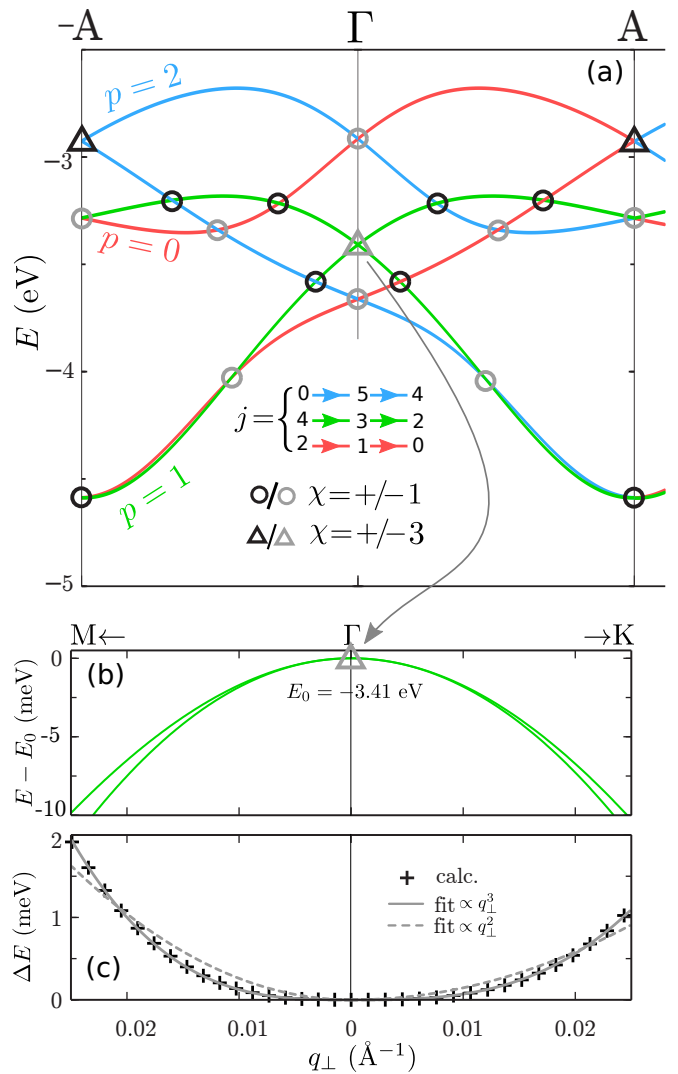 −A Γ A
(a)
p = 2
−3
p = 0
E (eV)
−4
j = { 0 5 4
4 3 2
2 1 0
p = 1
/ χ=+/−1
/ χ=+/−3
−5
M← Γ →K
(b)
0
E₀ = −3.41 eV
-5
E − E₀ (meV)
-10
2
calc.
fit ∝ q⊥³
fit ∝ q⊥²
1
ΔE (meV)
(c)
0
0.02 0.01 0 0.01 0.02
q⊥ (Å⁻¹)